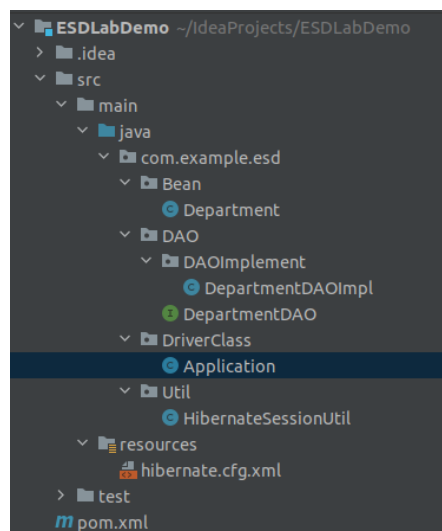 ESDLabDemo ~/IdeaProjects/ESDLabDemo
.idea
src
main
java
com.example.esd
Bean
C Department
DAO
DAOImplement
C DepartmentDAOImpl
I DepartmentDAO
DriverClass
C Application
Util
C HibernateSessionUtil
resources
hibernate.cfg.xml
test
m pom.xml